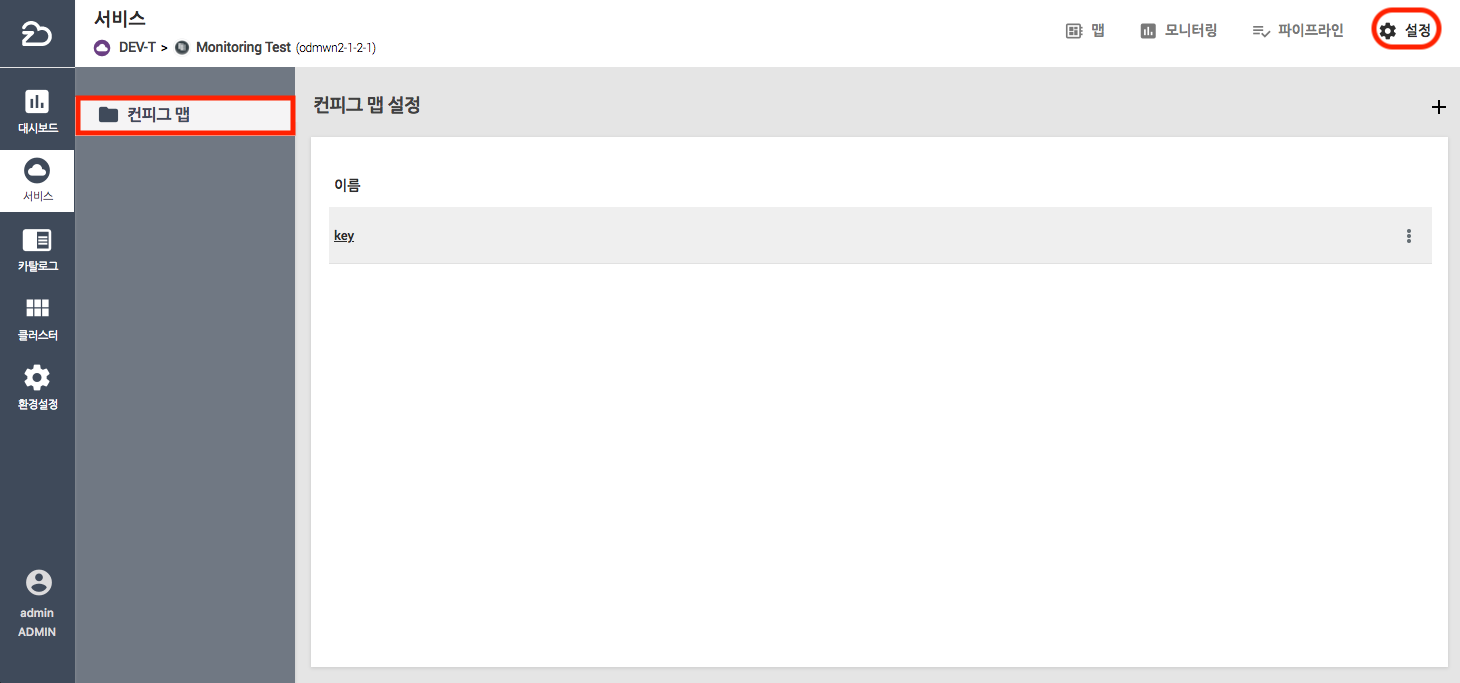 서비스
DEV-T > Monitoring Test (odmwn2-1-2-1)
맵
모니터링
파이프라인
설정
대시보드
서비스
카탈로그
클러스터
환경설정
admin
ADMIN
컨피그 맵
컨피그 맵 설정
이름
key